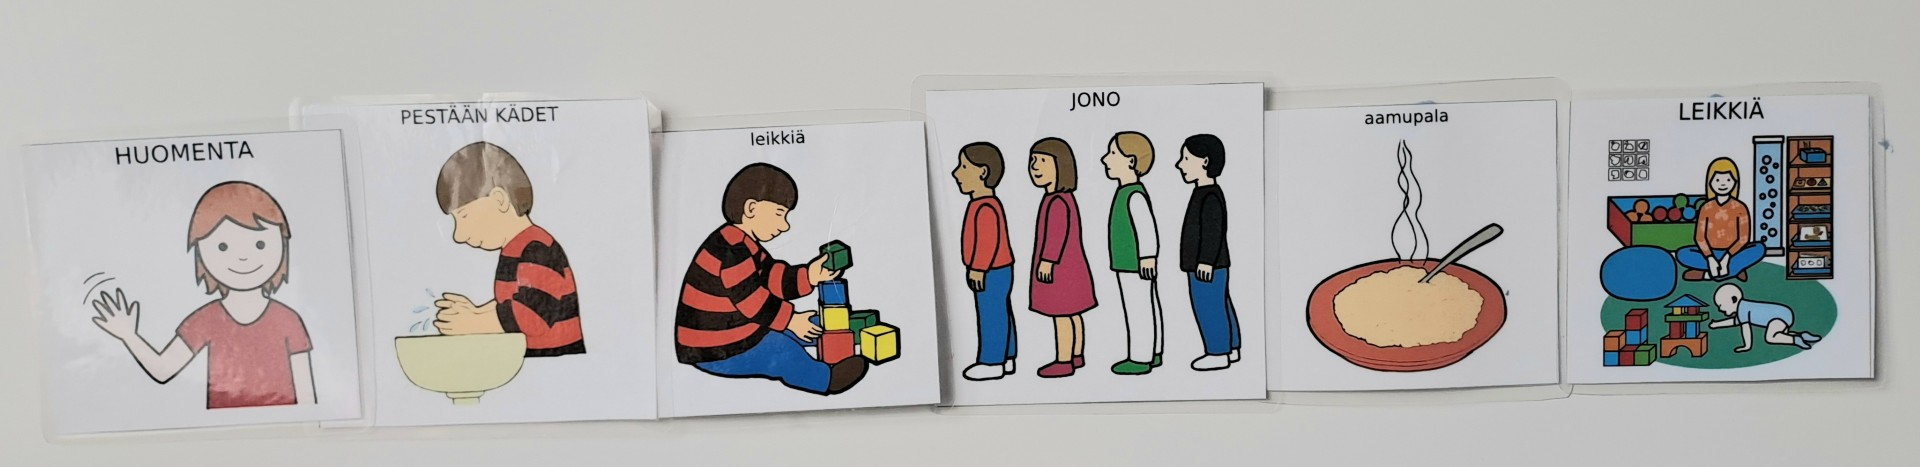 HUOMENTA
PESTÄÄN KÄDET
leikkiä
JONO
aamupala
LEIKKIÄ